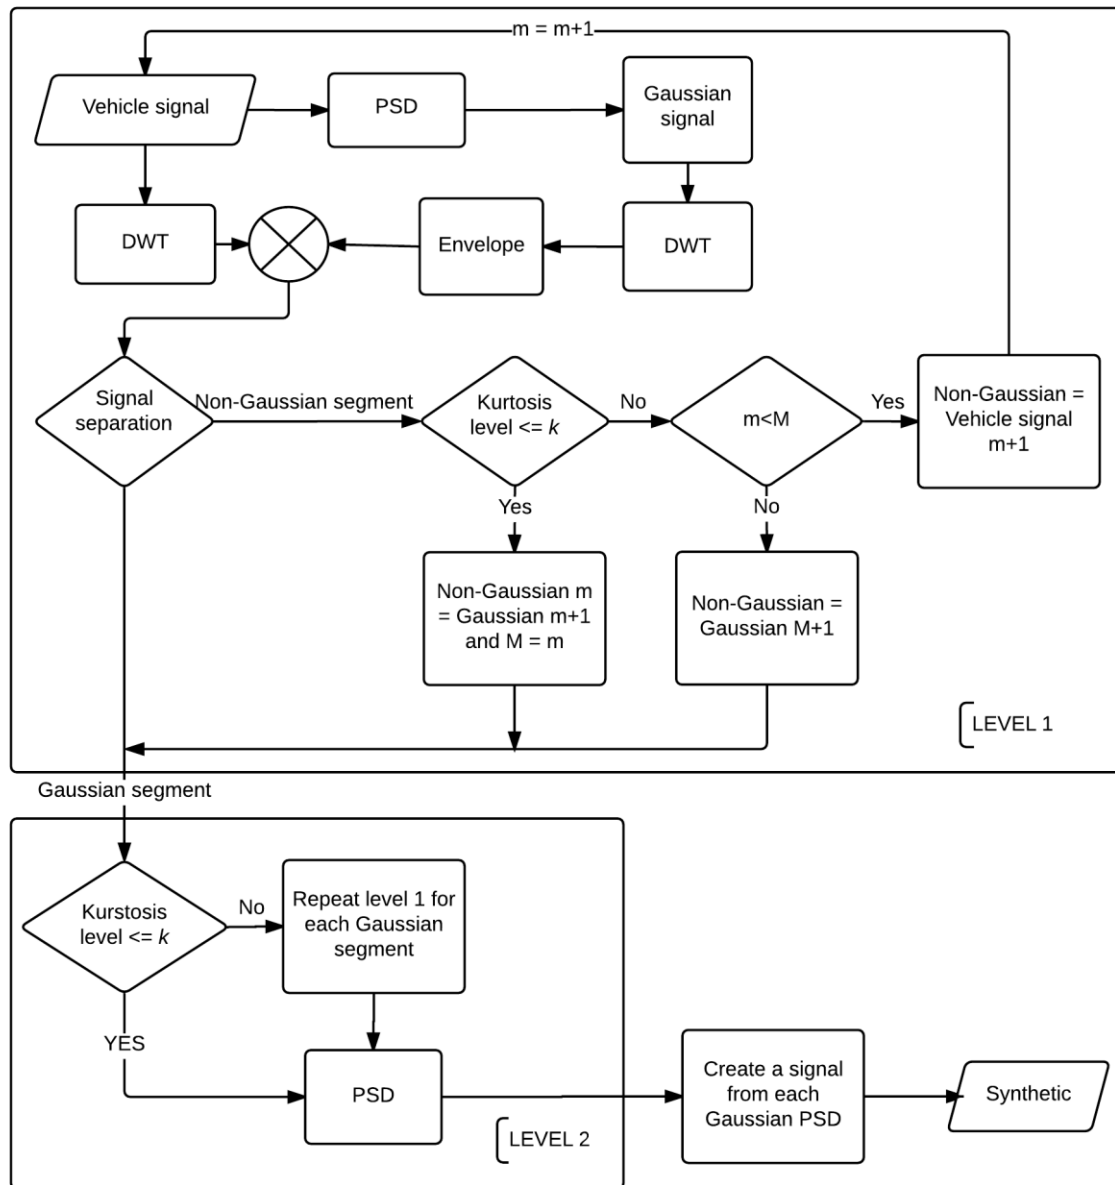 m = m+1
Vehicle signal
PSD
Gaussian
signal
DWT
Envelope
DWT
Signal
separation
Non-Gaussian segment
Kurtosis
level <= k
No
m<M
Yes
Non-Gaussian =
Vehicle signal
m+1
Yes
No
Non-Gaussian m
= Gaussian m+1
and M = m
Non-Gaussian =
Gaussian M+1
LEVEL 1
Gaussian segment
Kurstosis
level <= k
No
Repeat level 1 for
each Gaussian
segment
YES
PSD
Create a signal
from each
Gaussian PSD
Synthetic
LEVEL 2